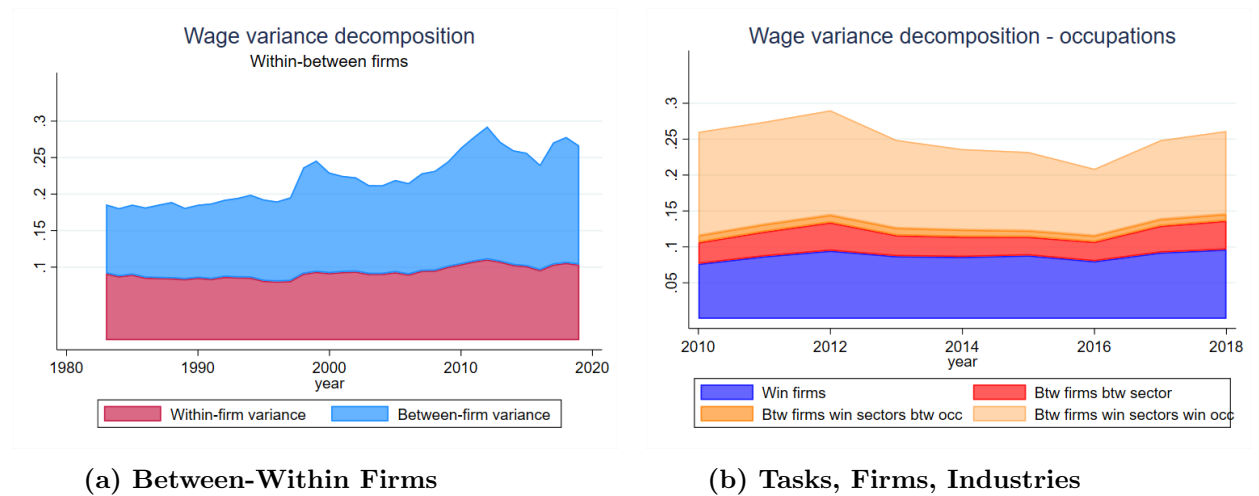 Wage variance decomposition
Within-between firms
.3
.25
.2
.15
.1
1980
1990
2000
2010
2020
year
Within-firm variance
Between-firm variance
(a) Between-Within Firms
Wage variance decomposition - occupations
.3
.25
.2
.15
.1
.05
2010
2012
2014
2016
2018
year
Win firms
Btw firms btw sector
Btw firms win sectors btw occ
Btw firms win sectors win occ
(b) Tasks, Firms, Industries